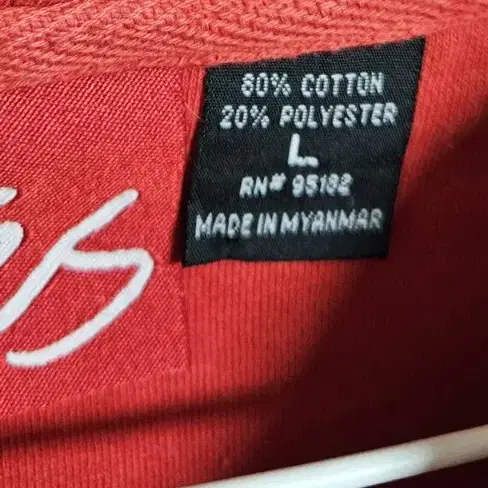 80% COTTON
20% POLYESTER
L
RN# 95182
MADE IN MYANMAR